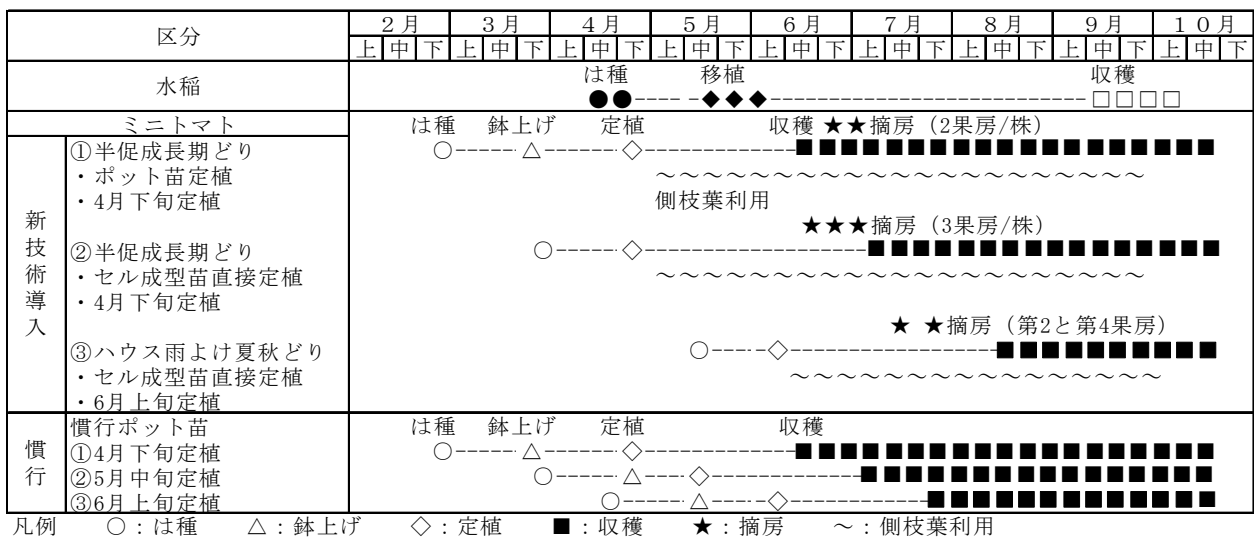 区分 2月 3月 4月 5月 6月 7月 8月 9月 10月
上 中 下 上 中 下 上 中 下 上 中 下 上 中 下 上 中 下 上 中 下 上 中 下 上 中 下
水稲 は種 移植 収穫
●●---- -◆◆◆---------------------------- □□□□
ミニトマト は種 鉢上げ 定植 収穫 ★★摘房(2果房/株)
新技術導入
①半促成長期どり ○-----△------◇-------------■■■■■■■■■■■■■■■■■■■
・ポット苗定植 ～～～～～～～～～～～～～～～～～～～～～
・4月下旬定植 側枝葉利用
★★★摘房(3果房/株)
②半促成長期どり ○------◇--------------------■■■■■■■■■■■■■■■■
・セル成型苗直接定植 ～～～～～～～～～～～～～～～～～～～～～
・4月下旬定植
★ ★摘房(第2と第4果房)
③ハウス雨よけ夏秋どり ○-----◇------------------■■■■■■■■■■
・セル成型苗直接定植 ～～～～～～～～～～～～～～～～
・6月上旬定植
慣行
慣行ポット苗 は種 鉢上げ 定植 収穫
①4月下旬定植 ○-----△------◇-------------■■■■■■■■■■■■■■■■■■■
②5月中旬定植 ○------△----◇-------------■■■■■■■■■■■■■■■■
③6月上旬定植 ○-----△-----◇------------■■■■■■■■■■■■■
凡例 ○:は種 △:鉢上げ ◇:定植 ■:収穫 ★:摘房 ～:側枝葉利用